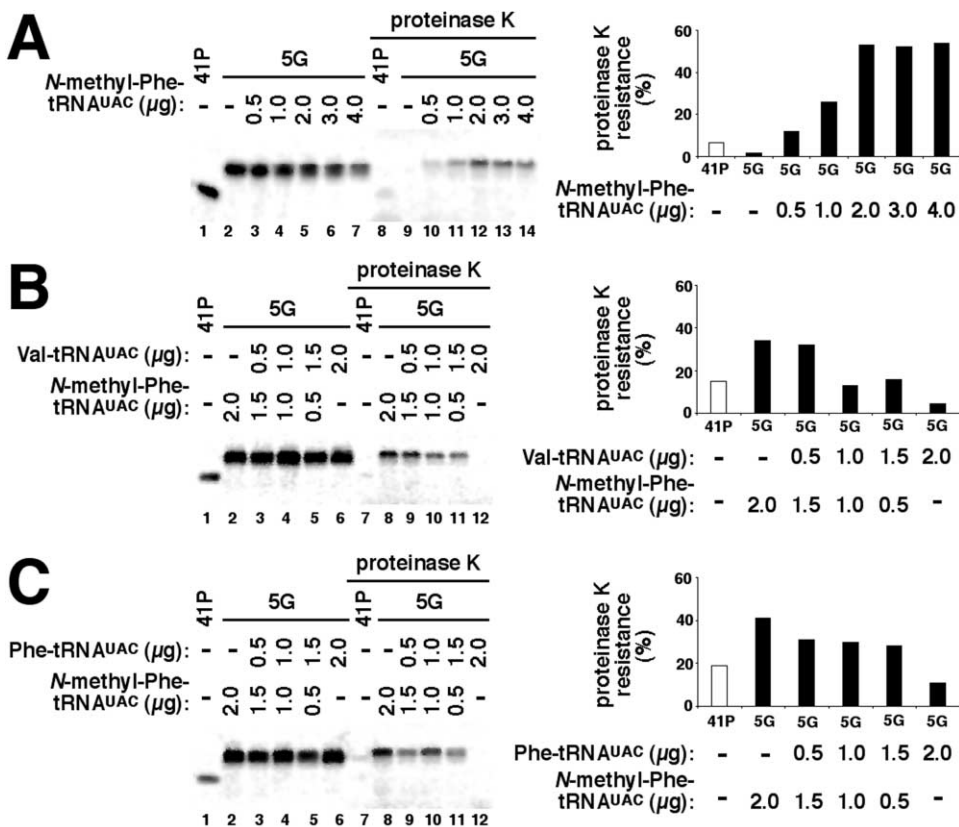 A
proteinase K
41P 5G 41P 5G
N-methyl-Phe-
tRNAUAC (µg): - - 0.5 1.0 2.0 3.0 4.0 - - 0.5 1.0 2.0 3.0 4.0
1 2 3 4 5 6 7 8 9 10 11 12 13 14
proteinase K
resistance
(%)
60
40
20
0
41P 5G 5G 5G 5G 5G 5G
N-methyl-Phe-
tRNAUAC (µg): - - 0.5 1.0 2.0 3.0 4.0
B
proteinase K
41P 5G 41P 5G
Val-tRNAUAC (µg): - - 0.5 1.0 1.5 2.0 - - 0.5 1.0 1.5 2.0
N-methyl-Phe-
tRNAUAC (µg): - 2.0 1.5 1.0 0.5 - - 2.0 1.5 1.0 0.5 -
1 2 3 4 5 6 7 8 9 10 11 12
proteinase K
resistance
(%)
60
40
20
0
41P 5G 5G 5G 5G 5G
Val-tRNAUAC (µg): - - 0.5 1.0 1.5 2.0
N-methyl-Phe-
tRNAUAC (µg): - 2.0 1.5 1.0 0.5 -
C
proteinase K
41P 5G 41P 5G
Phe-tRNAUAC (µg): - - 0.5 1.0 1.5 2.0 - - 0.5 1.0 1.5 2.0
N-methyl-Phe-
tRNAUAC (µg): - 2.0 1.5 1.0 0.5 - - 2.0 1.5 1.0 0.5 -
1 2 3 4 5 6 7 8 9 10 11 12
proteinase K
resistance
(%)
60
40
20
0
41P 5G 5G 5G 5G 5G
Phe-tRNAUAC (µg): - - 0.5 1.0 1.5 2.0
N-methyl-Phe-
tRNAUAC (µg): - 2.0 1.5 1.0 0.5 -